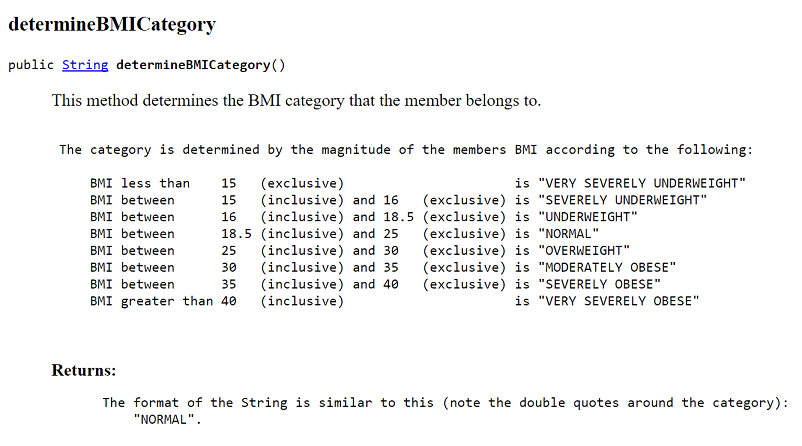 determineBMICategory
public String determineBMICategory()
This method determines the BMI category that the member belongs to.
The category is determined by the magnitude of the members BMI according to the following:
BMI less than    15   (exclusive)                      is "VERY SEVERELY UNDERWEIGHT"
BMI between      15   (inclusive) and 16   (exclusive) is "SEVERELY UNDERWEIGHT"
BMI between      16   (inclusive) and 18.5 (exclusive) is "UNDERWEIGHT"
BMI between      18.5 (inclusive) and 25   (exclusive) is "NORMAL"
BMI between      25   (inclusive) and 30   (exclusive) is "OVERWEIGHT"
BMI between      30   (inclusive) and 35   (exclusive) is "MODERATELY OBESE"
BMI between      35   (inclusive) and 40   (exclusive) is "SEVERELY OBESE"
BMI greater than 40   (inclusive)                      is "VERY SEVERELY OBESE"
Returns:
The format of the String is similar to this (note the double quotes around the category):
"NORMAL".